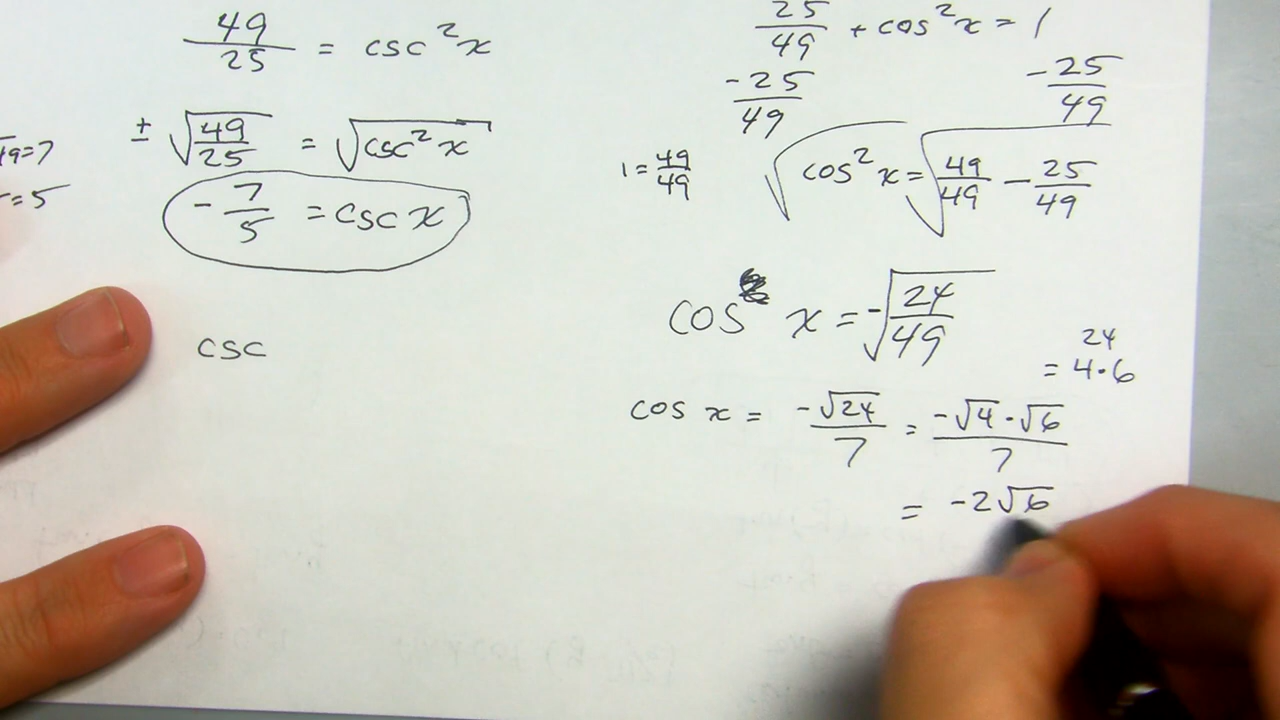 49/25 = csc²x
± √(49/25) = √(csc²x)
49=7
=5
- 7/5 = csc x
csc
25/49 + cos²x = 1
-25/49 -25/49
1 = 49/49
√(cos²x) = √(49/49 - 25/49)
cos x = -√(24/49)
24
= 4·6
cos x = -√24/7 = -√4·√6/7
= -2√6